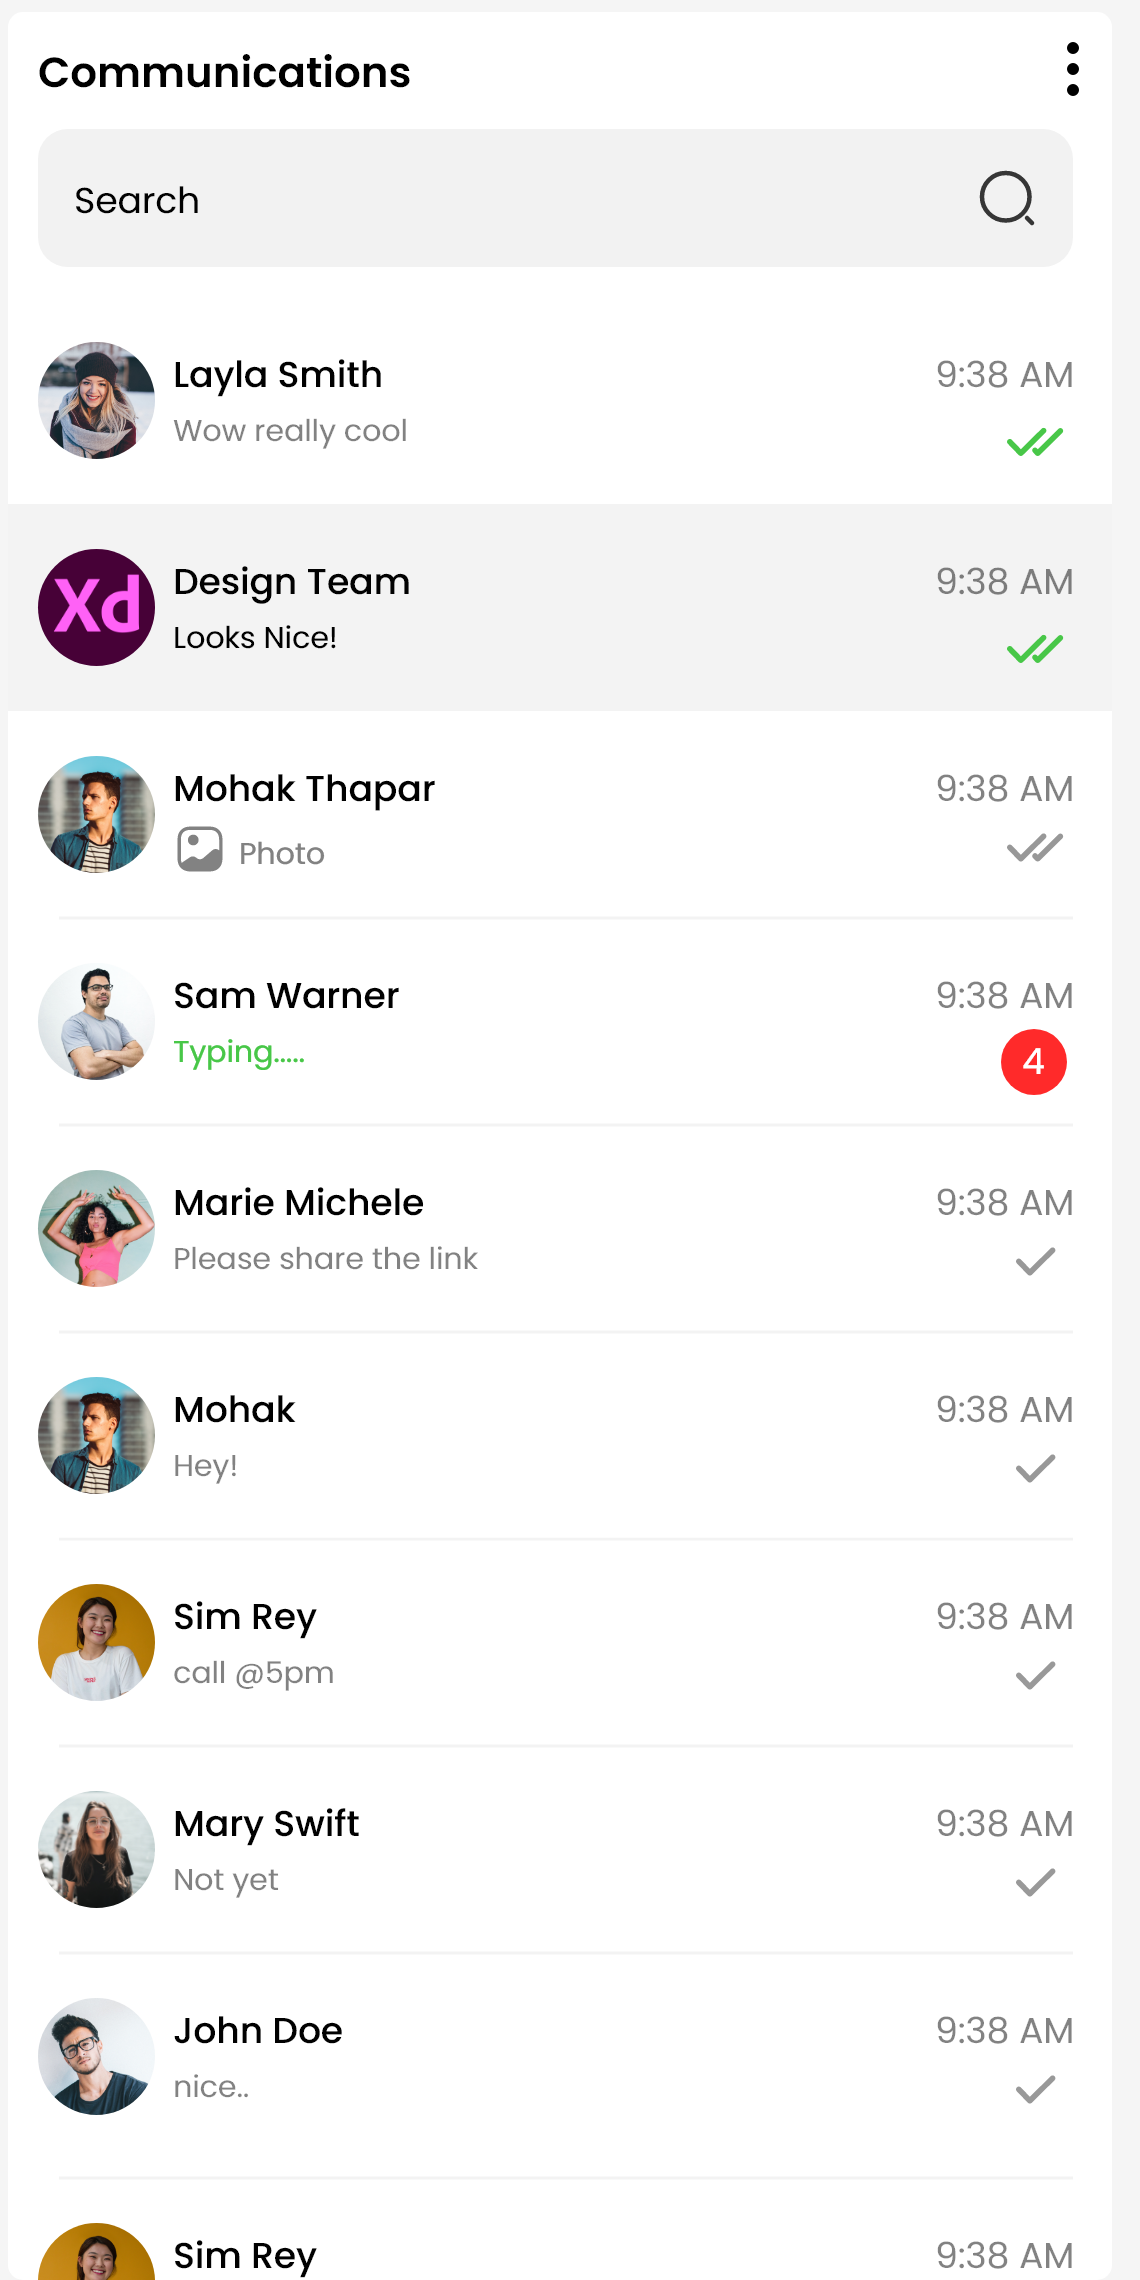 Communications
Search
Layla Smith 9:38 AM
Wow really cool
Xd
Design Team 9:38 AM
Looks Nice!
Mohak Thapar 9:38 AM
Photo
Sam Warner 9:38 AM
Typing.....
4
Marie Michele 9:38 AM
Please share the link
Mohak 9:38 AM
Hey!
Sim Rey 9:38 AM
call @5pm
Mary Swift 9:38 AM
Not yet
John Doe 9:38 AM
nice..
Sim Rey 9:38 AM